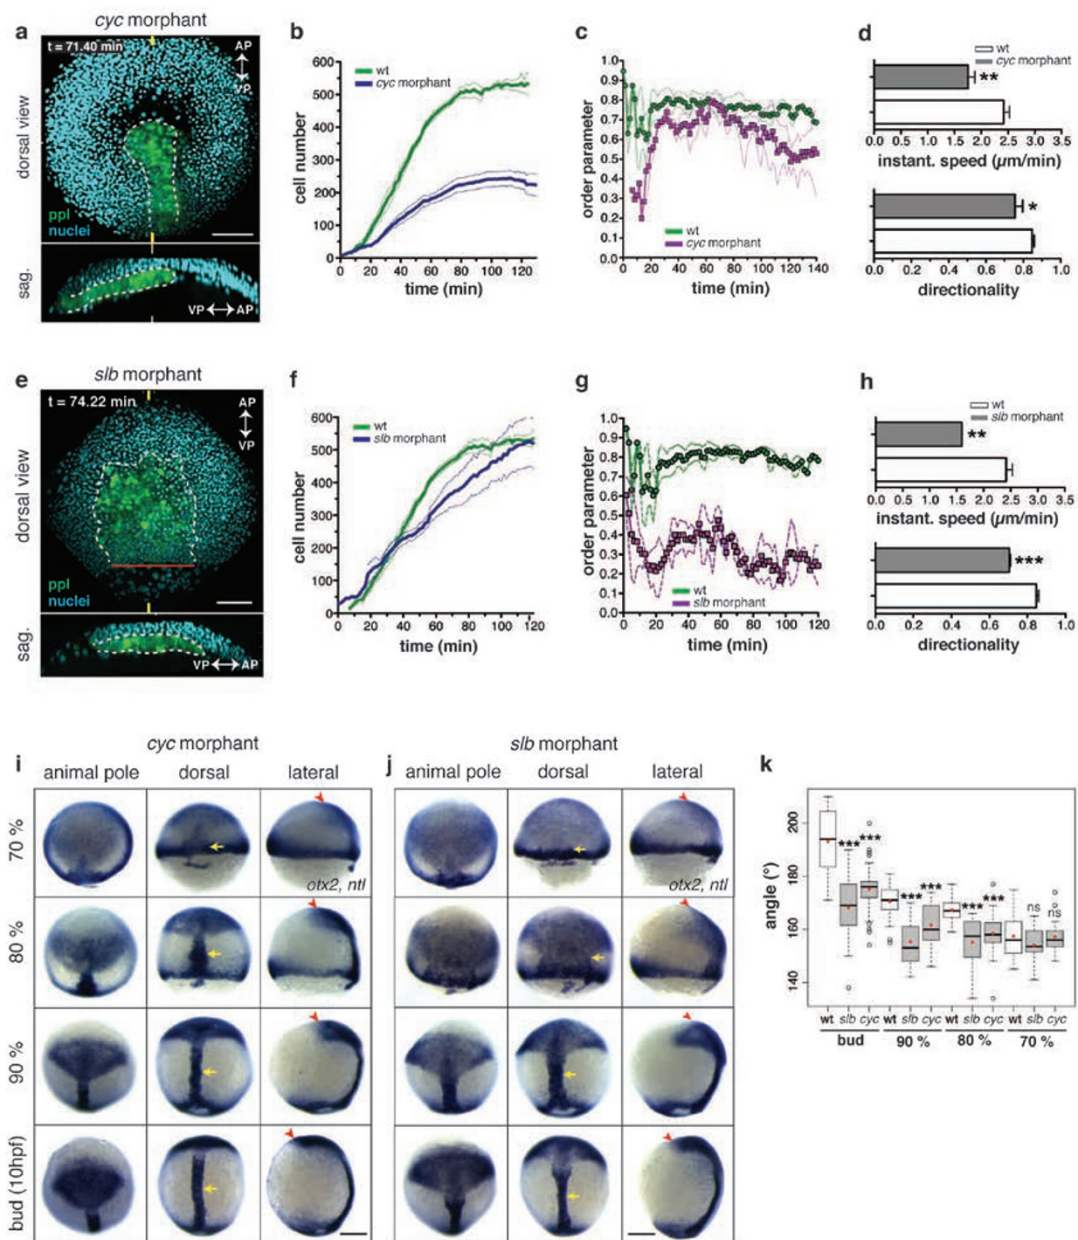 cyc morphant
a
t = 71.40 min
AP
VP
dorsal view
ppl
nuclei
sag.
VP AP
b
wt
cyc morphant
cell number
600
500
400
300
200
100
0
0 20 40 60 80 100 120
time (min)
c
order parameter
1.0
0.9
0.8
0.7
0.6
0.5
0.4
0.3
0.2
0.1
0.0
wt
cyc morphant
0 20 40 60 80 100 120 140
time (min)
d
wt
cyc morphant
**
0.0 0.5 1.0 1.5 2.0 2.5 3.0 3.5
instant. speed (µm/min)
*
0.0 0.2 0.4 0.6 0.8 1.0
directionality
e
slb morphant
t = 74.22 min
AP
VP
dorsal view
ppl
nuclei
sag.
VP AP
f
wt
slb morphant
cell number
600
500
400
300
200
100
0
0 20 40 60 80 100 120
time (min)
g
order parameter
1.0
0.9
0.8
0.7
0.6
0.5
0.4
0.3
0.2
0.1
0.0
wt
slb morphant
0 20 40 60 80 100 120
time (min)
h
wt
slb morphant
**
0.0 0.5 1.0 1.6 2.0 2.5 3.0 3.5
instant. speed (µm/min)
***
0.0 0.2 0.4 0.6 0.8 1.0
directionality
cyc morphant
i
animal pole dorsal lateral
70 %
otx2, ntl
80 %
90 %
bud (10hpf)
slb morphant
j
animal pole dorsal lateral
otx2, ntl
k
angle (°)
200
180
160
140
*** *** *** *** *** *** ns ns
wt slb cyc wt slb cyc wt slb cyc wt slb cyc
bud 90 % 80 % 70 %